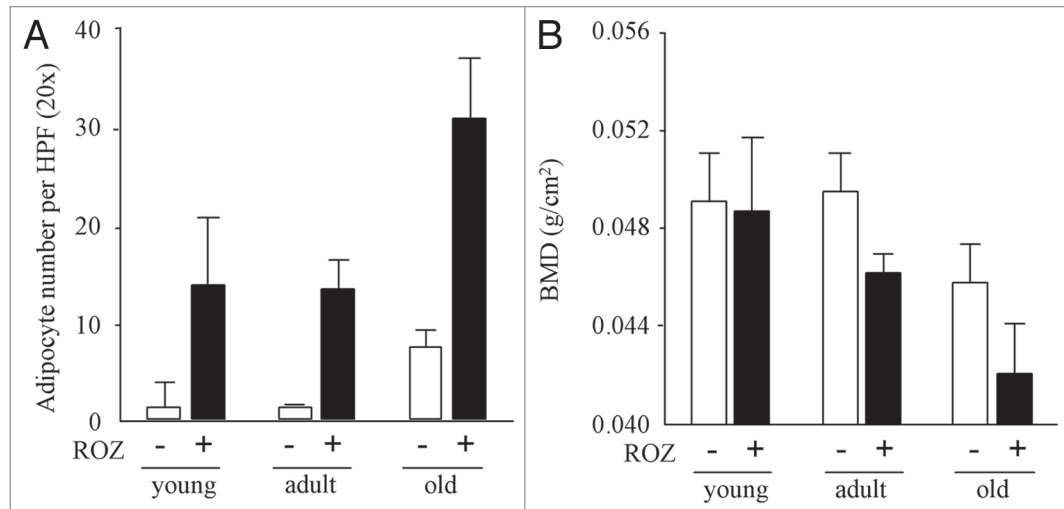 A
Adipocyte number per HPF (20x)
40
30
20
10
0
ROZ - + - + - +
young adult old
B
BMD (g/cm²)
0.056
0.052
0.048
0.044
0.040
ROZ - + - + - +
young adult old